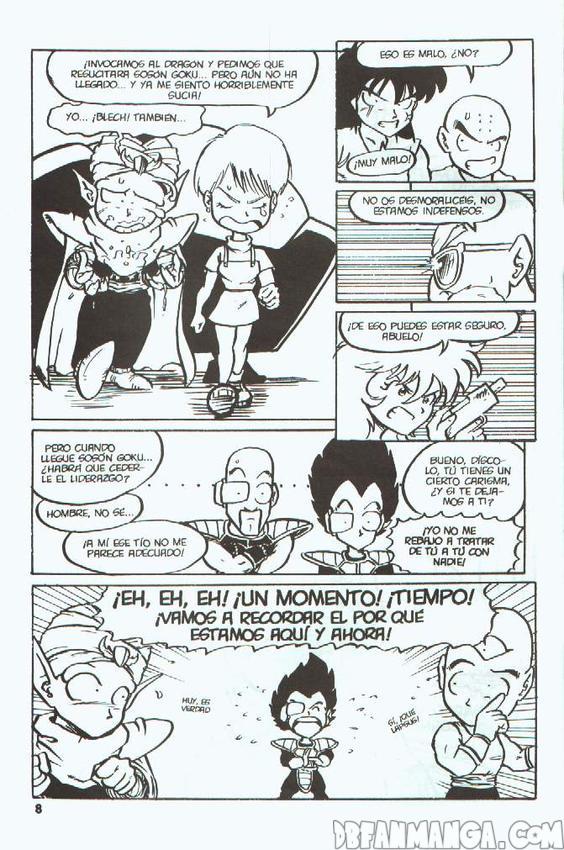 ¡INVOCAMOS AL DRAGÓN Y PEDIMOS QUE
RESUCITARA SOSÓN GOKU... PERO AÚN NO HA
LLEGADO... Y YA ME SIENTO HORRIBLEMENTE
SUCIA!
YO... ¡BLECH! TAMBIÉN...
ESO ES MALO, ¿NO?
¡MUY MALO!
NO OS DESMORALICÉIS, NO
ESTAMOS INDEFENSOS.
¡DE ESO PUEDES ESTAR SEGURO,
ABUELO!
PERO CUANDO
LLEGUE SOSÓN GOKU...
¿HABRÁ QUE CEDER-
LE EL LIDERAZGO?
HOMBRE, NO SE...
¡A MÍ ESE TÍO NO ME
PARECE ADECUADO!
BUENO, DÍSCO-
LO, TÚ TIENES UN
CIERTO CARISMA,
¿Y SI TE DEJA-
MOS A TI?
¡YO NO ME
REBAJO A TRATAR
DE TÚ A TÚ CON
NADIE!
¡EH, EH, EH! ¡UN MOMENTO! ¡TIEMPO!
¡VAMOS A RECORDAR EL POR QUÉ
ESTAMOS AQUÍ Y AHORA!
HUY, ES
VERDAD
SÍ, ¡QUE
LAPSUS!
8
DBFANMANGA.COM